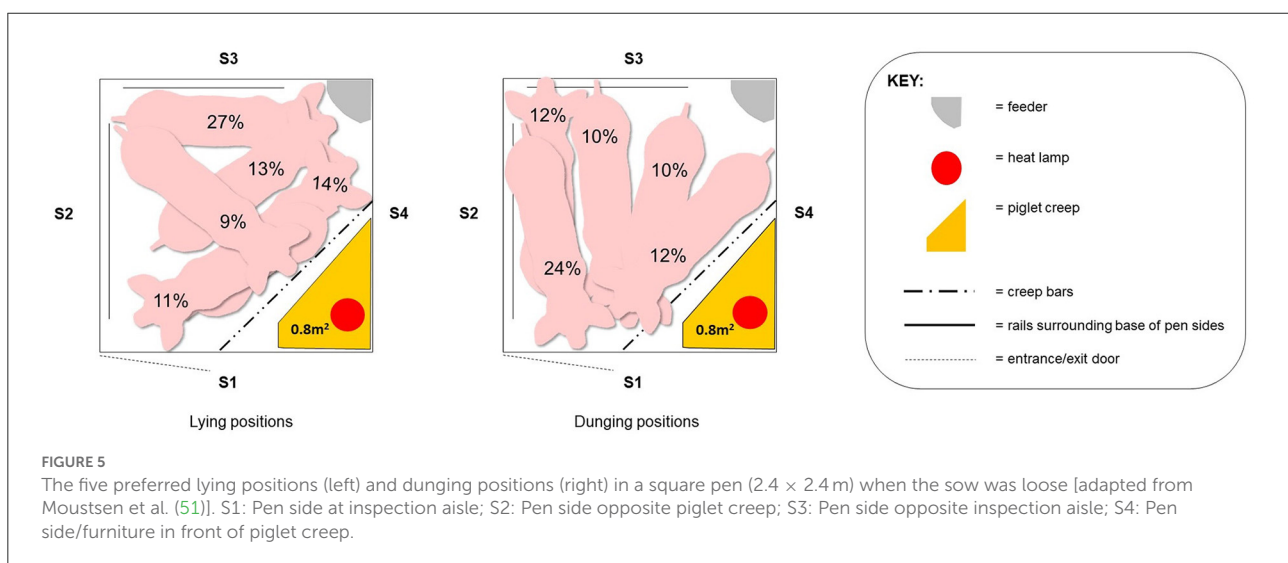 S3
27%
13%
14%
S2
S4
9%
11%
0.8m²
S1
Lying positions
S3
12%
10%
10%
S2
S4
24%
12%
0.8m²
S1
Dunging positions
KEY:
= feeder
= heat lamp
= piglet creep
= creep bars
= rails surrounding base of pen sides
= entrance/exit door
FIGURE 5
The five preferred lying positions (left) and dunging positions (right) in a square pen (2.4 × 2.4 m) when the sow was loose [adapted from
Moustsen et al. (51)]. S1: Pen side at inspection aisle; S2: Pen side opposite piglet creep; S3: Pen side opposite inspection aisle; S4: Pen
side/furniture in front of piglet creep.